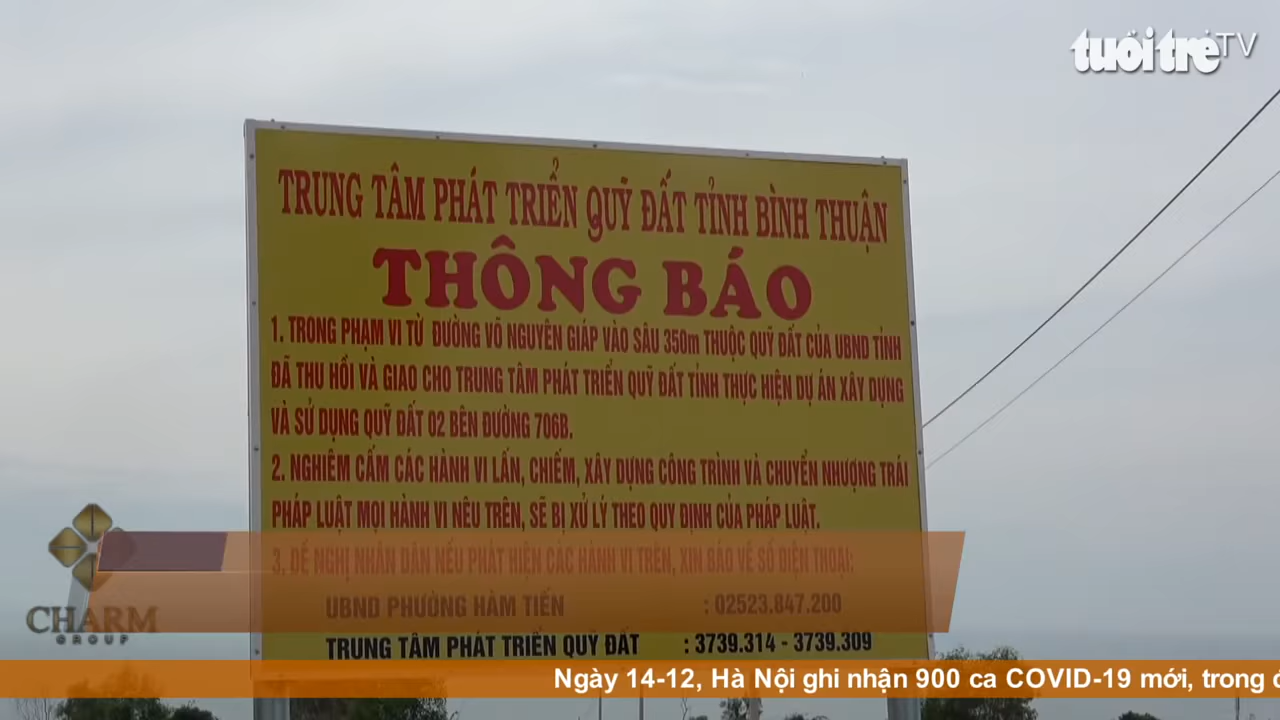 tuổi trẻ TV
TRUNG TÂM PHÁT TRIỂN QUỸ ĐẤT TỈNH BÌNH THUẬN
THÔNG BÁO
1. TRONG PHẠM VI TỪ ĐƯỜNG VÕ NGUYÊN GIÁP VÀO SÂU 350m THUỘC QUỸ ĐẤT CỦA UBND TỈNH
ĐÃ THU HỒI VÀ GIAO CHO TRUNG TÂM PHÁT TRIỂN QUỸ ĐẤT TỈNH THỰC HIỆN DỰ ÁN XÂY DỰNG
VÀ SỬ DỤNG QUỸ ĐẤT 02 BÊN ĐƯỜNG 706B.
2. NGHIÊM CẤM CÁC HÀNH VI LẤN, CHIẾM, XÂY DỰNG CÔNG TRÌNH VÀ CHUYỂN NHƯỢNG TRÁI
PHÁP LUẬT MỌI HÀNH VI NÊU TRÊN, SẼ BỊ XỬ LÝ THEO QUY ĐỊNH CỦA PHÁP LUẬT.
3, ĐỀ NGHỊ NHÂN DÂN NẾU PHÁT HIỆN CÁC HÀNH VI TRÊN, XIN BÁO VỀ SỐ ĐIỆN THOẠI:
UBND PHƯỜNG HÀM TIẾN : 02523.847.200
TRUNG TÂM PHÁT TRIỂN QUỸ ĐẤT : 3739.314 - 3739.309
CHARM
GROUP
Ngày 14-12, Hà Nội ghi nhận 900 ca COVID-19 mới, trong